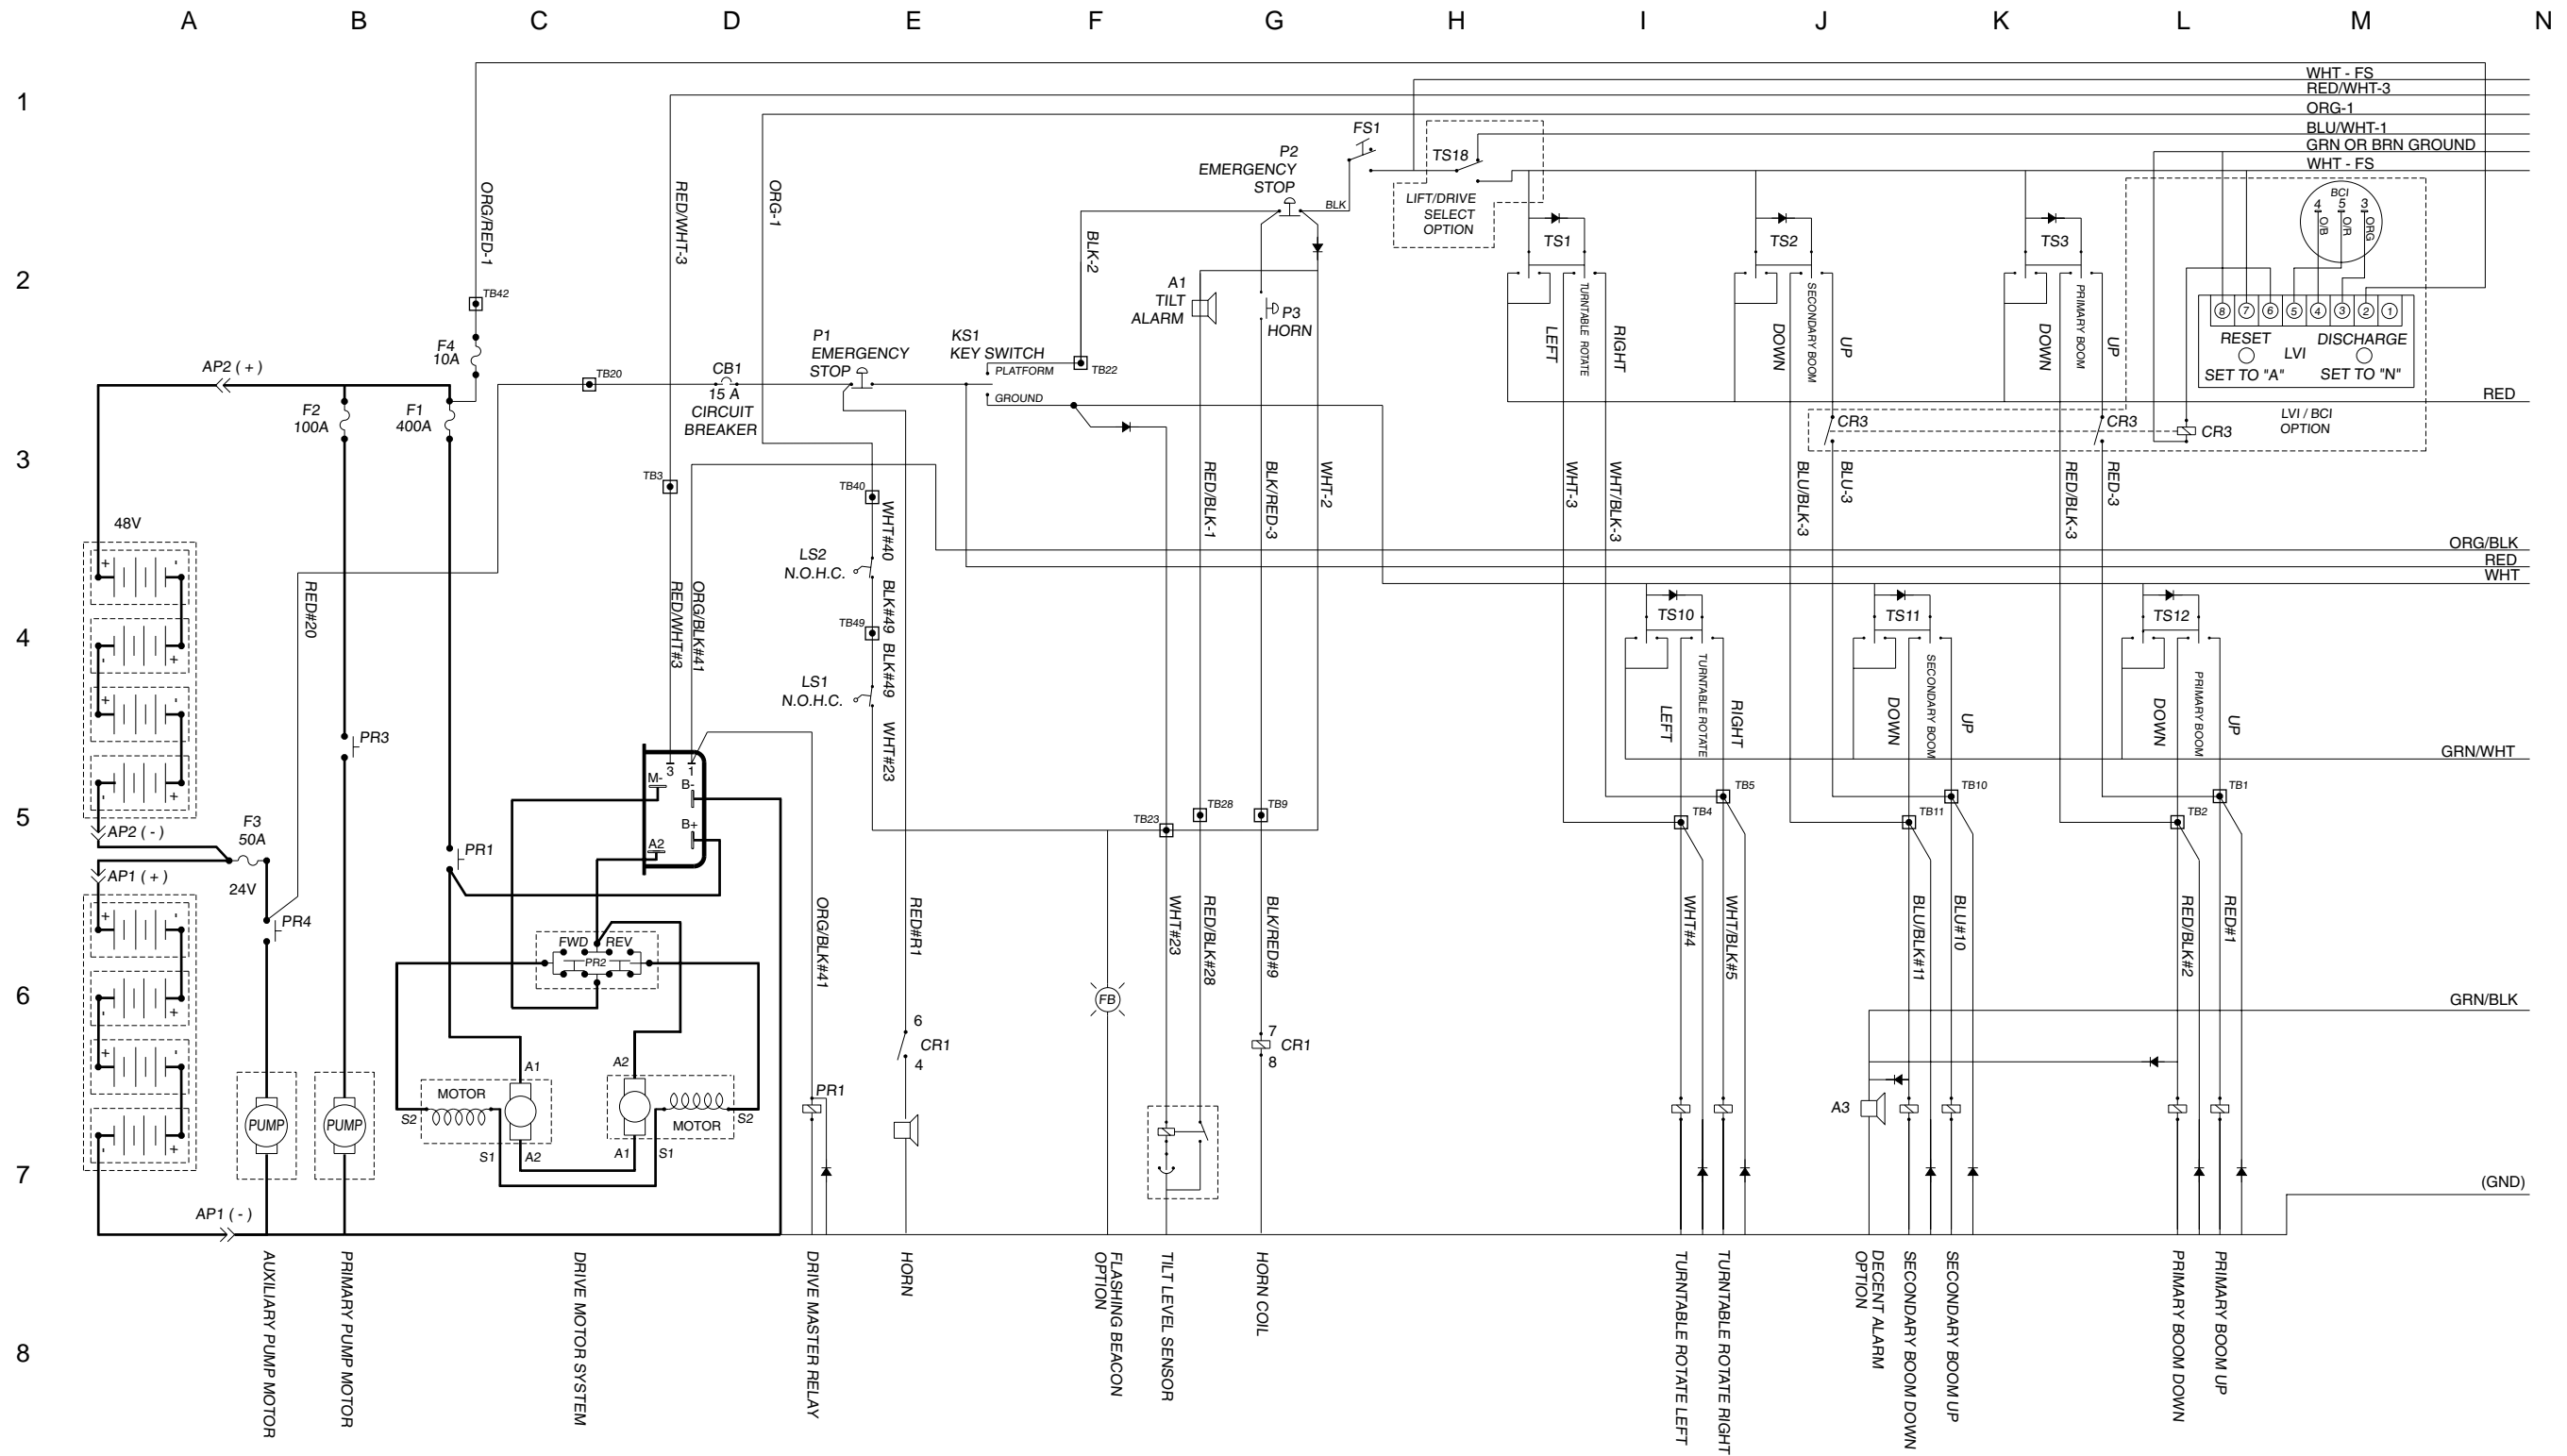 A B C D E F G H I J K L M N
1
2
3
4
5
6
7
8
WHT - FS
RED/WHT-3
ORG-1
BLU/WHT-1
GRN OR BRN GROUND
WHT - FS
ORG/RED-1
RED/WHT-3
ORG-1
P2
EMERGENCY
STOP
FS1
BLK
TS18
LIFT/DRIVE
SELECT
OPTION
BLK-2
TS1
TS2
TS3
BCI
4 5 3
O/B
O/R
ORG
TB42
F4
10A
A1
TILT
ALARM
P3
HORN
LEFT
TURNTABLE ROTATE
RIGHT
DOWN
SECONDARY BOOM
UP
DOWN
PRIMARY BOOM
UP
8 7 6 5 4 3 2 1
RESET
LVI
DISCHARGE
SET TO "A"
SET TO "N"
RED
AP2 ( + )
F2
100A
F1
400A
TB20
CB1
15 A
CIRCUIT
BREAKER
P1
EMERGENCY
STOP
KS1
KEY SWITCH
PLATFORM
GROUND
TB22
CR3
CR3
CR3
LVI / BCI
OPTION
TB3
TB40
RED/BLK-1
BLK/RED-3
WHT-2
WHT-3
WHT/BLK-3
BLU/BLK-3
BLU-3
RED/BLK-3
RED-3
48V
+ -
- +
+ -
- +
RED#20
WHT#40
LS2
N.O.H.C.
BLK#49
TB49
BLK#49
LS1
N.O.H.C.
WHT#23
RED/WHT#3
ORG/BLK#41
ORG/BLK
RED
WHT
TS10
TS11
TS12
LEFT
TURNTABLE ROTATE
RIGHT
DOWN
SECONDARY BOOM
UP
DOWN
PRIMARY BOOM
UP
GRN/WHT
PR3
3 1
M-
B-
B+
A2
AP2 ( - )
F3
50A
AP1 ( + )
24V
PR1
PR4
TB23
TB28
TB9
TB4
TB5
TB11
TB10
TB2
TB1
+ -
- +
+ -
- +
FWD REV
PR2
ORG/BLK#41
RED#R1
WHT#23
RED/BLK#28
BLK/RED#9
WHT#4
WHT/BLK#5
BLU/BLK#11
BLU#10
RED/BLK#2
RED#1
GRN/BLK
FB
6
CR1
4
7
CR1
8
A1
A2
MOTOR
S2
S1
A2
A1
S1
MOTOR
S2
PUMP
PUMP
PR1
A3
AP1 ( - )
(GND)
AUXILIARY PUMP MOTOR
PRIMARY PUMP MOTOR
DRIVE MOTOR SYSTEM
DRIVE MASTER RELAY
HORN
FLASHING BEACON
OPTION
TILT LEVEL SENSOR
HORN COIL
TURNTABLE ROTATE LEFT
TURNTABLE ROTATE RIGHT
DECENT ALARM
OPTION
SECONDARY BOOM DOWN
SECONDARY BOOM UP
PRIMARY BOOM DOWN
PRIMARY BOOM UP